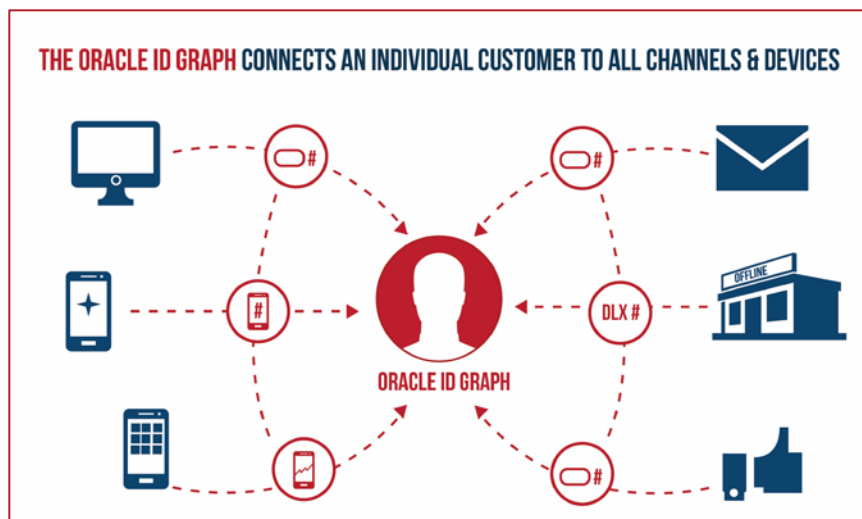 THE ORACLE ID GRAPH CONNECTS AN INDIVIDUAL CUSTOMER TO ALL CHANNELS & DEVICES
#
#
OFFLINE
#
DLX #
ORACLE ID GRAPH
#